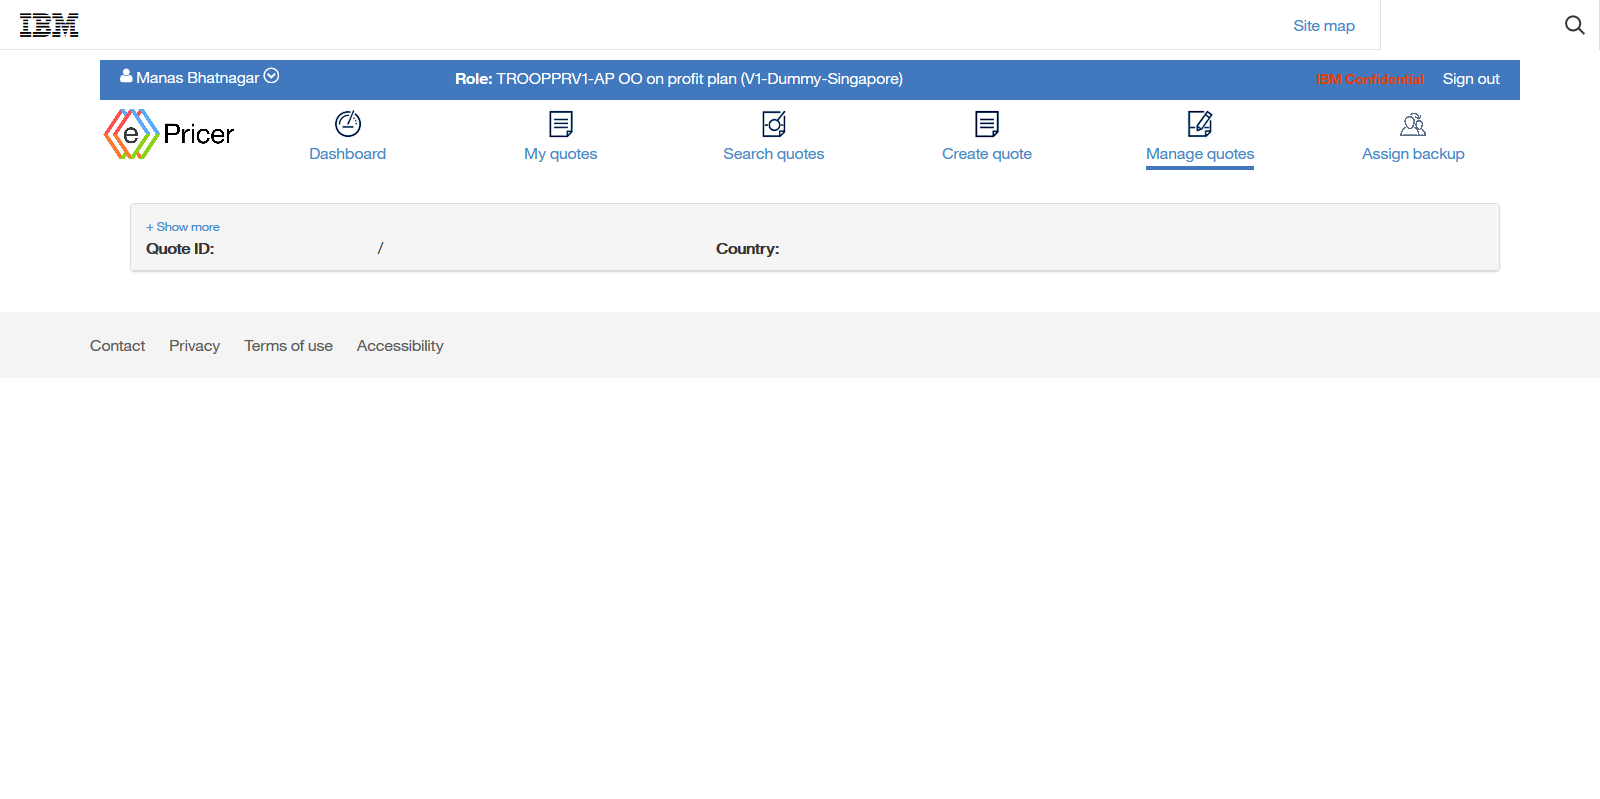 IBM
Site map
Manas Bhatnagar
Role: TROOPPRV1-AP OO on profit plan (V1-Dummy-Singapore)
IBM Confidential
Sign out
e Pricer
Dashboard
My quotes
Search quotes
Create quote
Manage quotes
Assign backup
+ Show more
Quote ID: /
Country:
Contact
Privacy
Terms of use
Accessibility